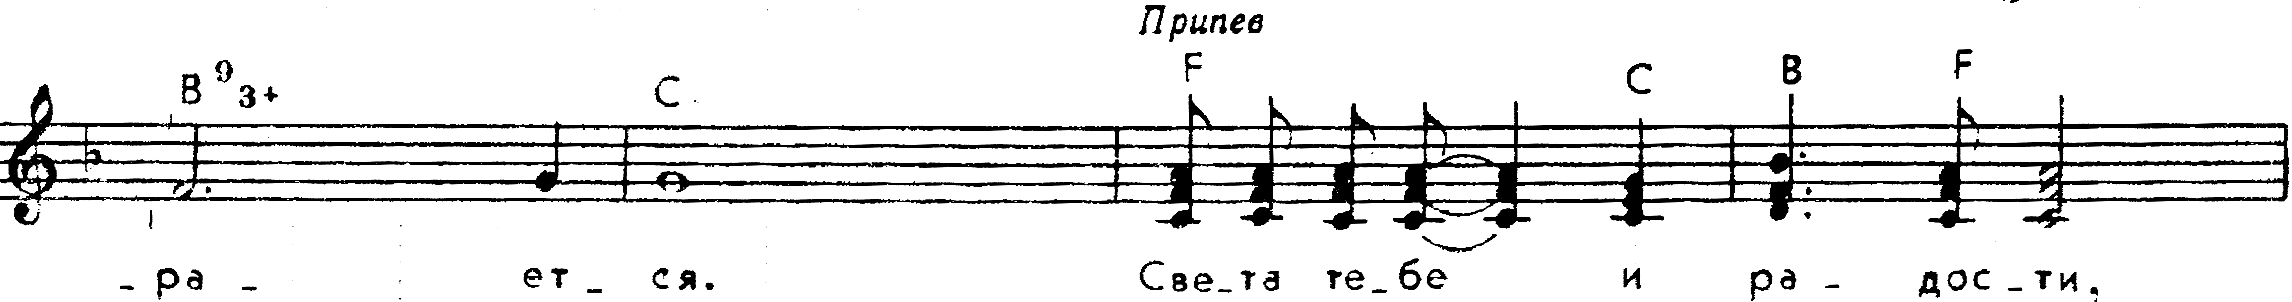 Припев
B 9 3+ C F C B F
- ра - ет - ся. Све-та те-бе и ра - дос - ти,